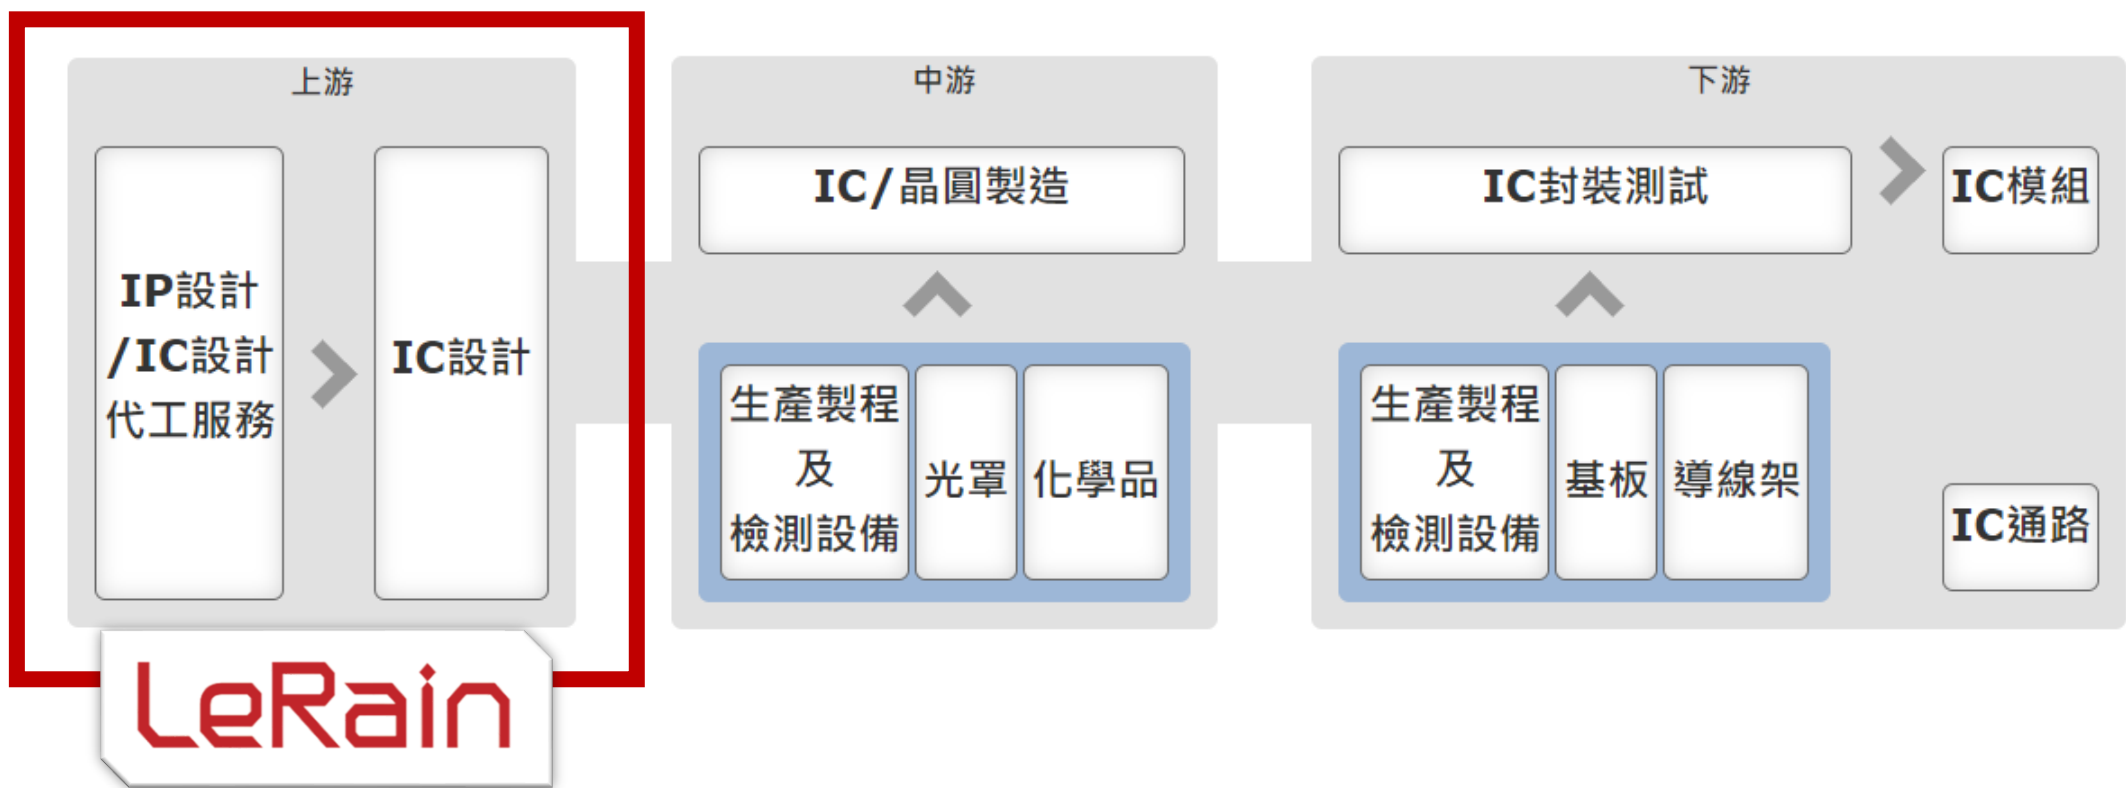 上游
IP設計
/IC設計
代工服務
IC設計
LeRain
中游
IC/晶圓製造
生產製程
及
檢測設備
光罩
化學品
下游
IC封裝測試
IC模組
生產製程
及
檢測設備
基板
導線架
IC通路